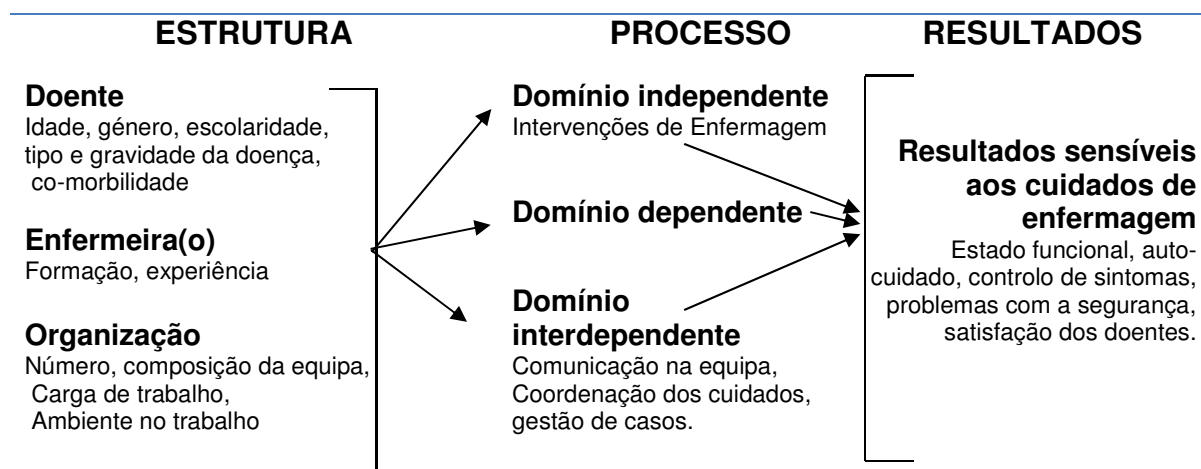 ESTRUTURA
PROCESSO
RESULTADOS
Doente
Idade, género, escolaridade,
tipo e gravidade da doença,
co-morbilidade
Enfermeira(o)
Formação, experiência
Organização
Número, composição da equipa,
Carga de trabalho,
Ambiente no trabalho
Domínio independente
Intervenções de Enfermagem
Domínio dependente
Domínio
interdependente
Comunicação na equipa,
Coordenação dos cuidados,
gestão de casos.
Resultados sensíveis
aos cuidados de
enfermagem
Estado funcional, auto-
cuidado, controlo de sintomas,
problemas com a segurança,
satisfação dos doentes.